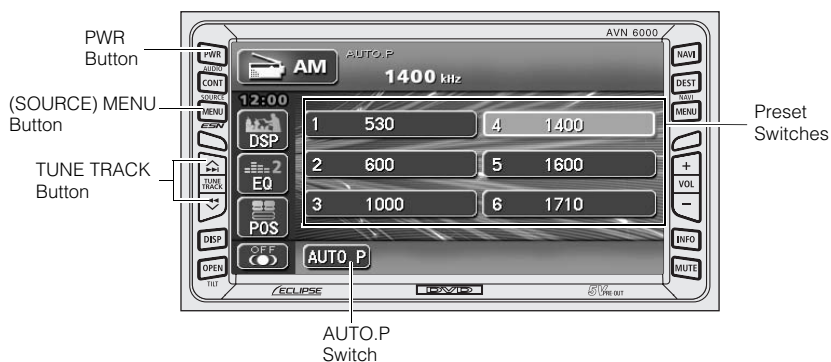 AVN 6000
PWR
Button
PWR
AUDIO
CONT
SOURCE
MENU
ESN
(SOURCE) MENU
Button
TUNE TRACK
Button
TUNE
TRACK
DISP
OPEN
TILT
AM
AUTO.P
1400 kHz
12:00
DSP
2
EQ
POS
OFF
1 530
4 1400
2 600
5 1600
3 1000
6 1710
AUTO.P
NAVI
DEST
NAVI
MENU
+
VOL
−
INFO
MUTE
Preset
Switches
ECLIPSE
DVD
5V PRE OUT
AUTO.P
Switch